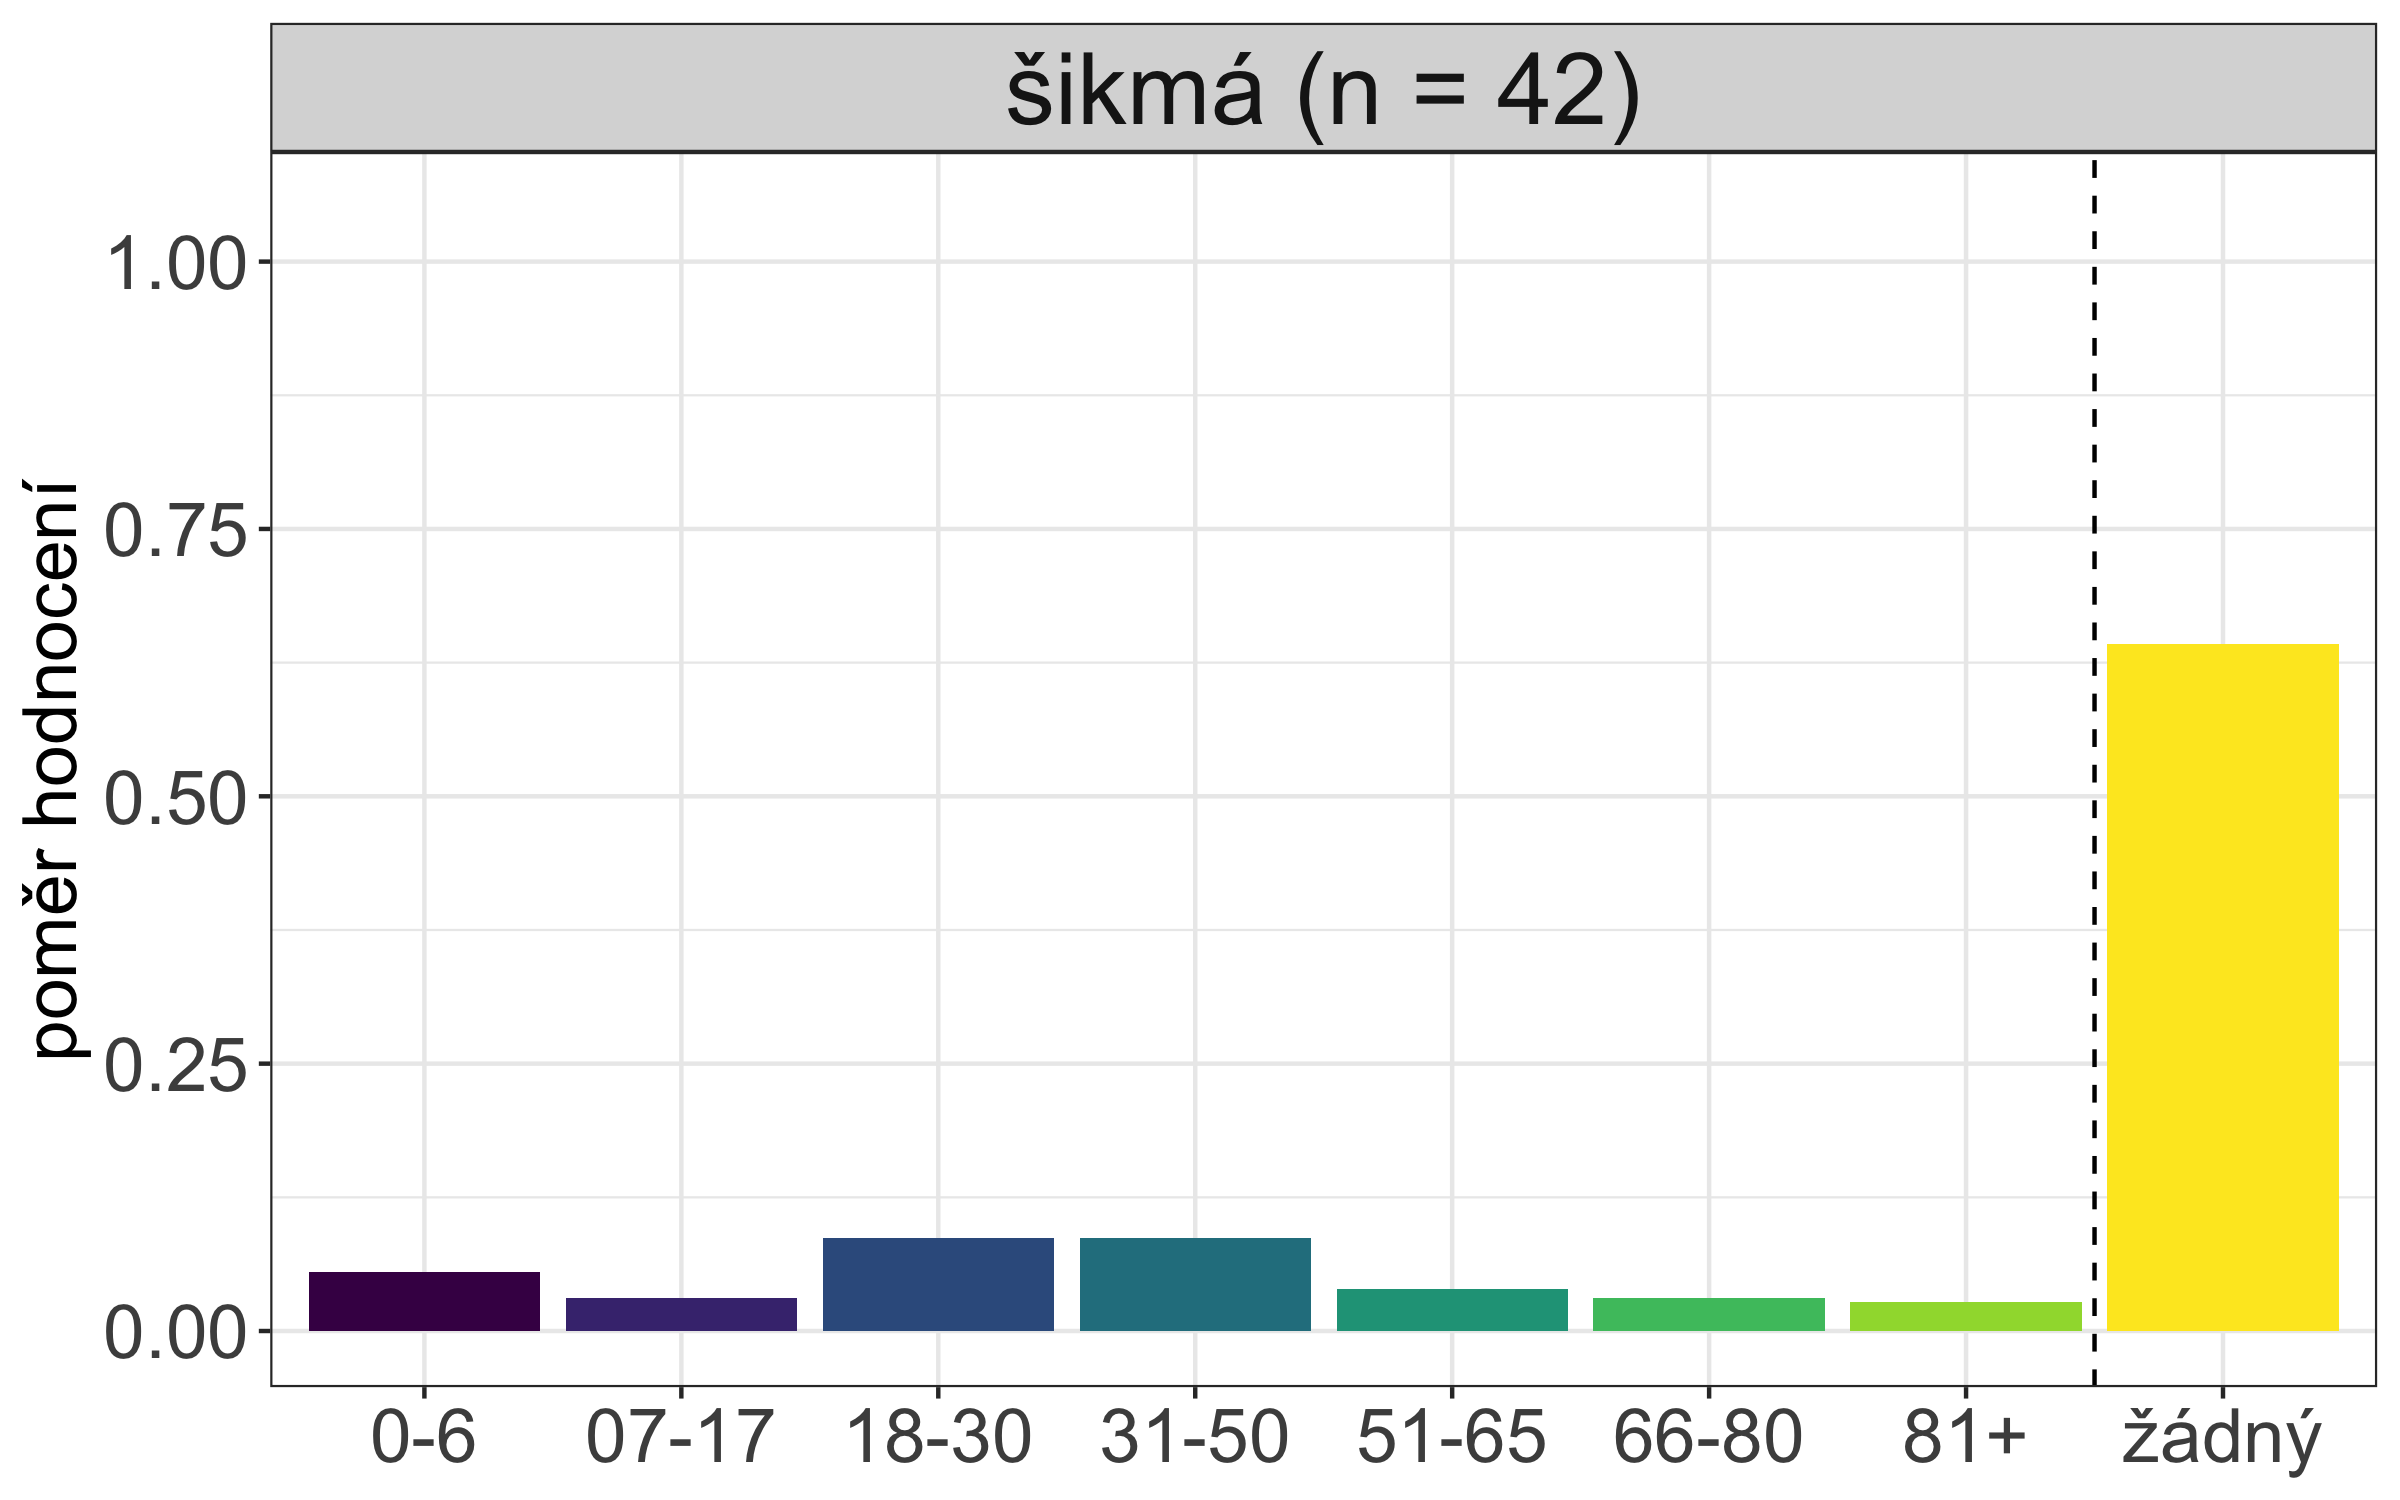 šikmá (n = 42)
poměr hodnocení
1.00
0.75
0.50
0.25
0.00
0-6 07-17 18-30 31-50 51-65 66-80 81+ žádný